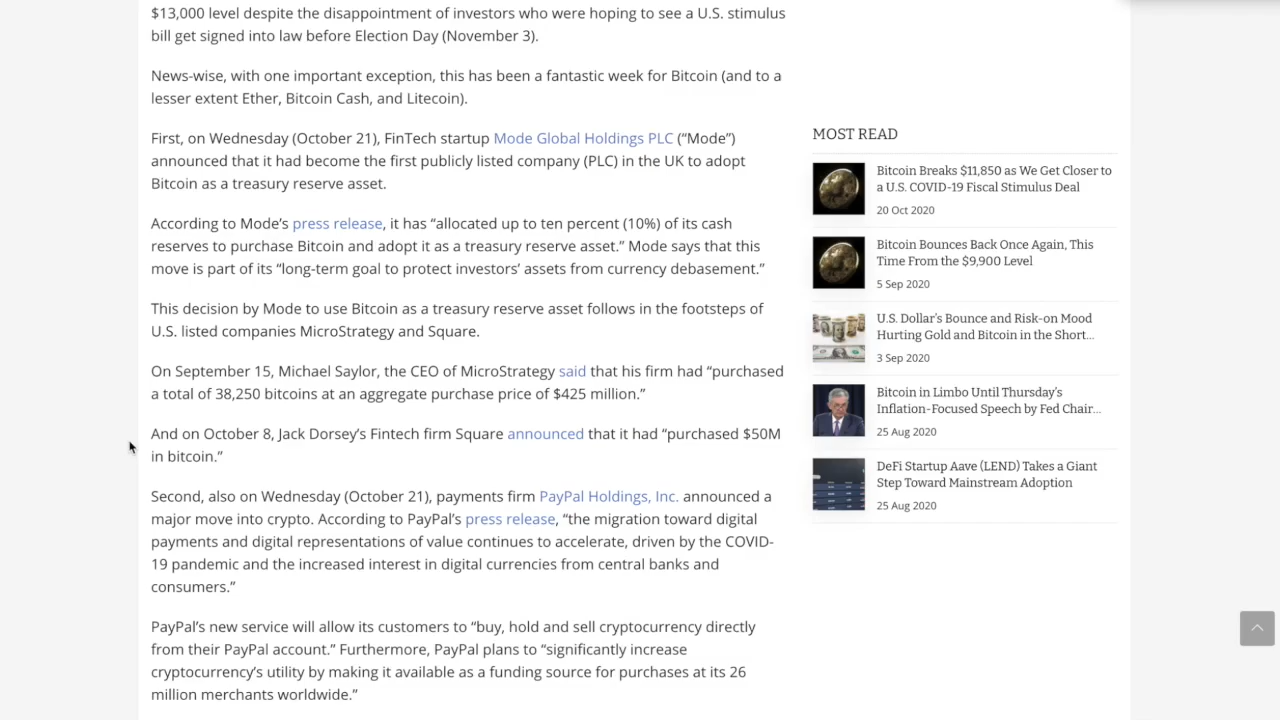 $13,000 level despite the disappointment of investors who were hoping to see a U.S. stimulus
bill get signed into law before Election Day (November 3).
News-wise, with one important exception, this has been a fantastic week for Bitcoin (and to a
lesser extent Ether, Bitcoin Cash, and Litecoin).
First, on Wednesday (October 21), FinTech startup Mode Global Holdings PLC (“Mode”)
announced that it had become the first publicly listed company (PLC) in the UK to adopt
Bitcoin as a treasury reserve asset.
According to Mode’s press release, it has “allocated up to ten percent (10%) of its cash
reserves to purchase Bitcoin and adopt it as a treasury reserve asset.” Mode says that this
move is part of its “long-term goal to protect investors’ assets from currency debasement.”
This decision by Mode to use Bitcoin as a treasury reserve asset follows in the footsteps of
U.S. listed companies MicroStrategy and Square.
On September 15, Michael Saylor, the CEO of MicroStrategy said that his firm had “purchased
a total of 38,250 bitcoins at an aggregate purchase price of $425 million.”
And on October 8, Jack Dorsey’s Fintech firm Square announced that it had “purchased $50M
in bitcoin.”
Second, also on Wednesday (October 21), payments firm PayPal Holdings, Inc. announced a
major move into crypto. According to PayPal’s press release, “the migration toward digital
payments and digital representations of value continues to accelerate, driven by the COVID-
19 pandemic and the increased interest in digital currencies from central banks and
consumers.”
PayPal’s new service will allow its customers to “buy, hold and sell cryptocurrency directly
from their PayPal account.” Furthermore, PayPal plans to “significantly increase
cryptocurrency’s utility by making it available as a funding source for purchases at its 26
million merchants worldwide.”
MOST READ
Bitcoin Breaks $11,850 as We Get Closer to
a U.S. COVID-19 Fiscal Stimulus Deal
20 Oct 2020
Bitcoin Bounces Back Once Again, This
Time From the $9,900 Level
5 Sep 2020
U.S. Dollar’s Bounce and Risk-on Mood
Hurting Gold and Bitcoin in the Short...
3 Sep 2020
Bitcoin in Limbo Until Thursday’s
Inflation-Focused Speech by Fed Chair...
25 Aug 2020
DeFi Startup Aave (LEND) Takes a Giant
Step Toward Mainstream Adoption
25 Aug 2020